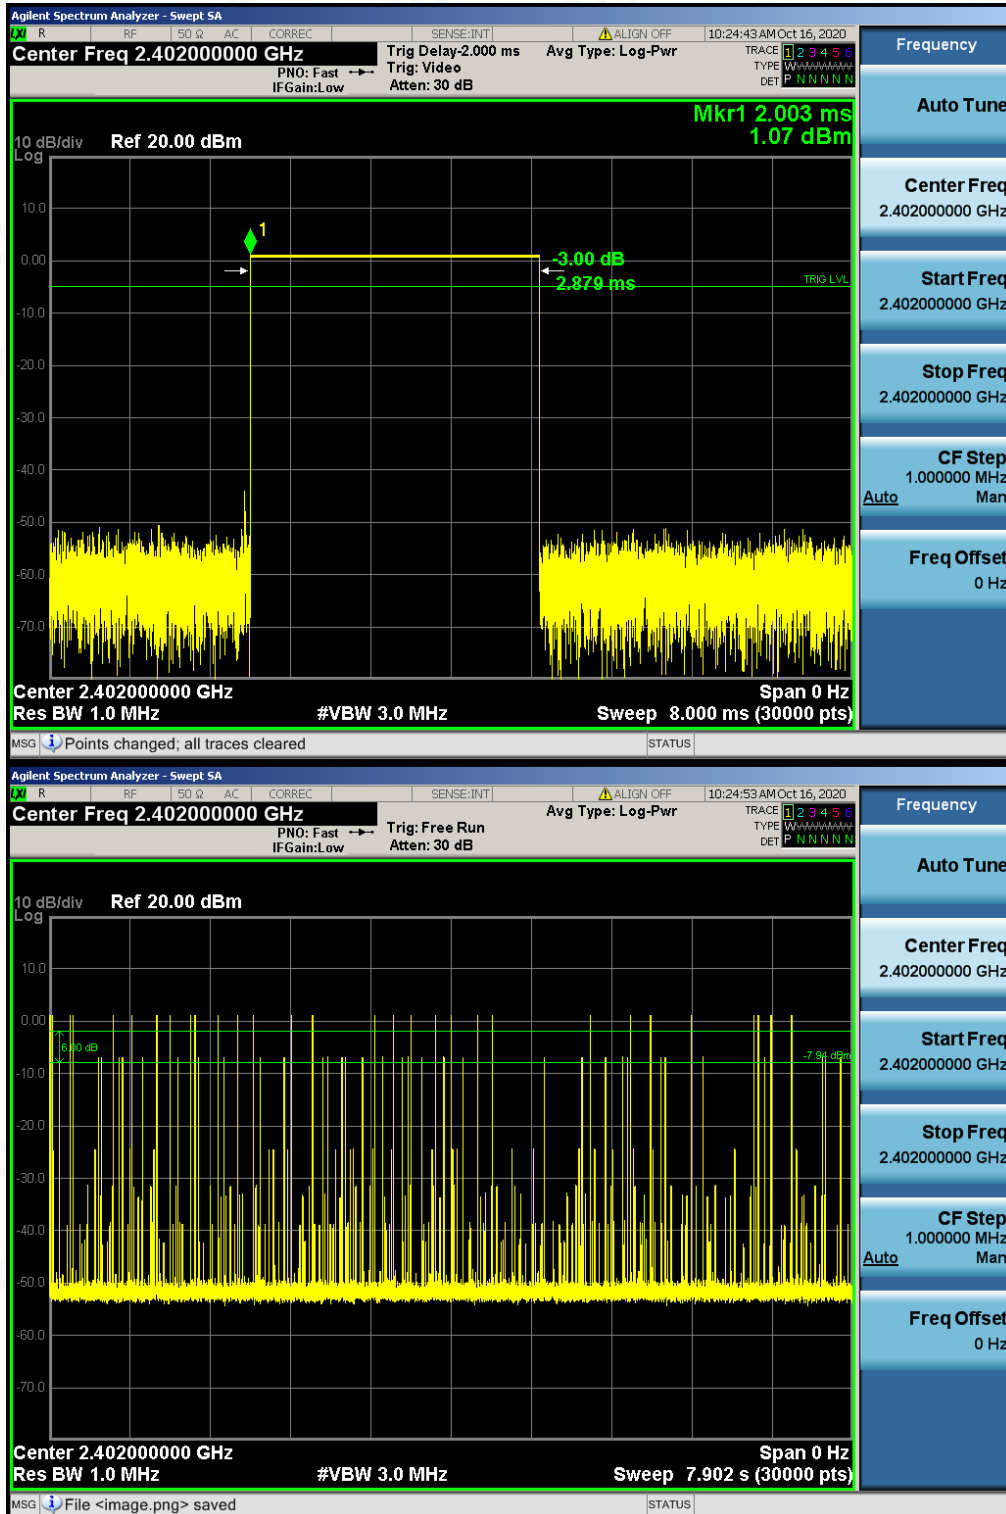 Agilent Spectrum Analyzer - Swept SA
LXI R RF 50 Ω AC CORREC SENSE:INT ALIGN OFF 10:24:43 AM Oct 16, 2020
Center Freq 2.402000000 GHz Trig Delay-2.000 ms Avg Type: Log-Pwr TRACE 1 2 3 4 5 6
PNO: Fast Trig: Video TYPE WWWWWW
IFGain:Low Atten: 30 dB DET P N N N N N
Mkr1 2.003 ms
1.07 dBm
10 dB/div Ref 20.00 dBm
Log
10.0
1
0.00
-3.00 dB
2.879 ms
TRIG LVL
-10.0
-20.0
-30.0
-40.0
-50.0
-60.0
-70.0
Center 2.402000000 GHz Span 0 Hz
Res BW 1.0 MHz #VBW 3.0 MHz Sweep 8.000 ms (30000 pts)
MSG Points changed; all traces cleared STATUS
Frequency
Auto Tune
Center Freq
2.402000000 GHz
Start Freq
2.402000000 GHz
Stop Freq
2.402000000 GHz
CF Step
1.000000 MHz
Auto Man
Freq Offset
0 Hz
Agilent Spectrum Analyzer - Swept SA
LXI R RF 50 Ω AC CORREC SENSE:INT ALIGN OFF 10:24:53 AM Oct 16, 2020
Center Freq 2.402000000 GHz Avg Type: Log-Pwr TRACE 1 2 3 4 5 6
PNO: Fast Trig: Free Run TYPE WWWWWW
IFGain:Low Atten: 30 dB DET P N N N N N
10 dB/div Ref 20.00 dBm
Log
10.0
0.00
6.00 dB
-7.94 dBm
-10.0
-20.0
-30.0
-40.0
-50.0
-60.0
-70.0
Center 2.402000000 GHz Span 0 Hz
Res BW 1.0 MHz #VBW 3.0 MHz Sweep 7.902 s (30000 pts)
MSG File <image.png> saved STATUS
Frequency
Auto Tune
Center Freq
2.402000000 GHz
Start Freq
2.402000000 GHz
Stop Freq
2.402000000 GHz
CF Step
1.000000 MHz
Auto Man
Freq Offset
0 Hz